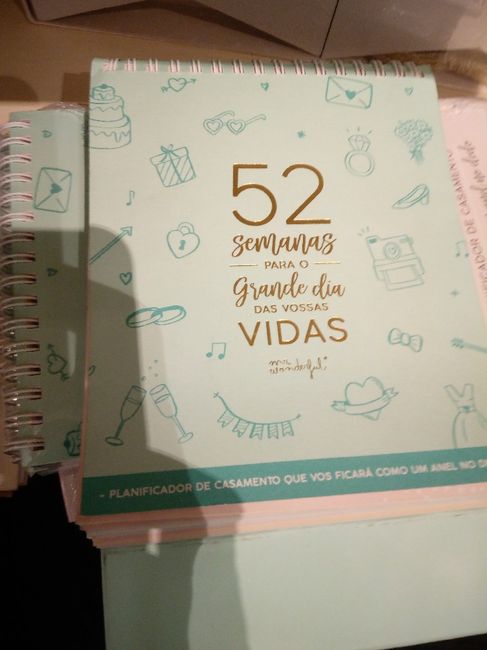 52
semanas
PARA O
Grande dia
DAS VOSSAS
VIDAS
mr.
wonderful*
- PLANIFICADOR DE CASAMENTO QUE VOS FICARÁ COMO UM ANEL NO
DE CASAMENTO